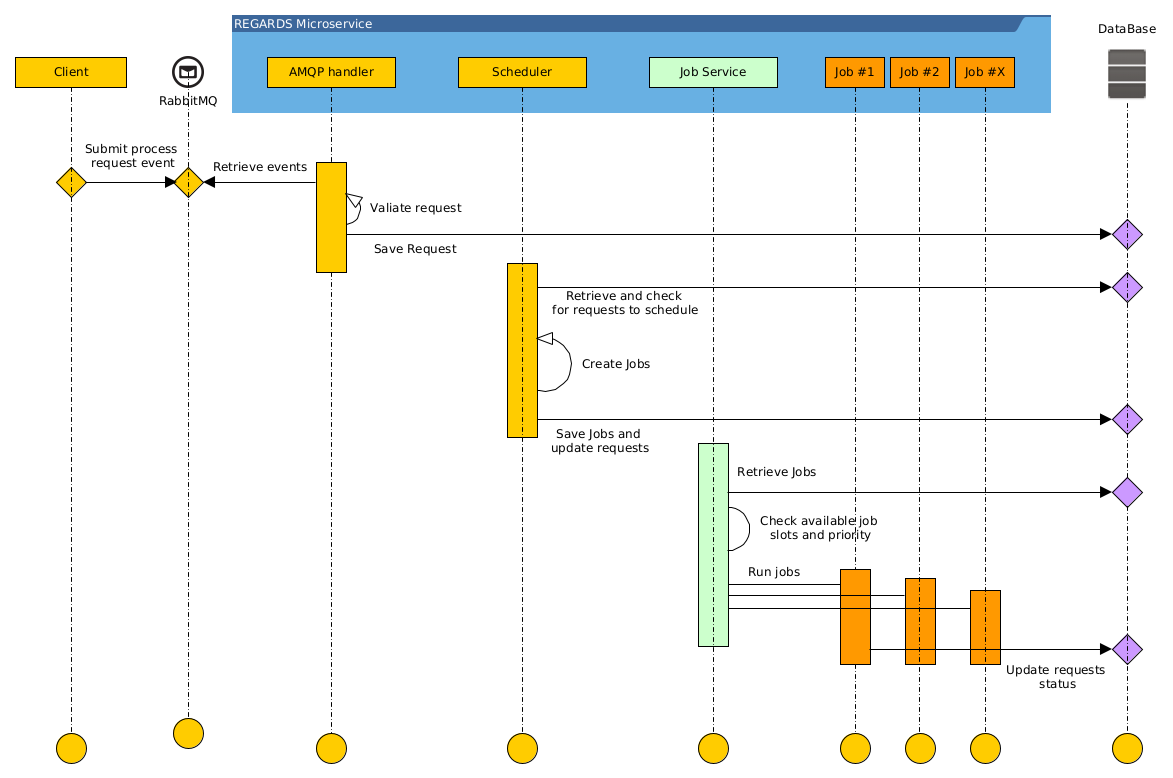 REGARDS Microservice
DataBase
Client
AMQP handler
Scheduler
Job Service
Job #1
Job #2
Job #X
RabbitMQ
Submit process
request event
Retrieve events
Valiate request
Save Request
Retrieve and check
for requests to schedule
Create Jobs
Save Jobs and
update requests
Retrieve Jobs
Check available job
slots and priority
Run jobs
Update requests
status